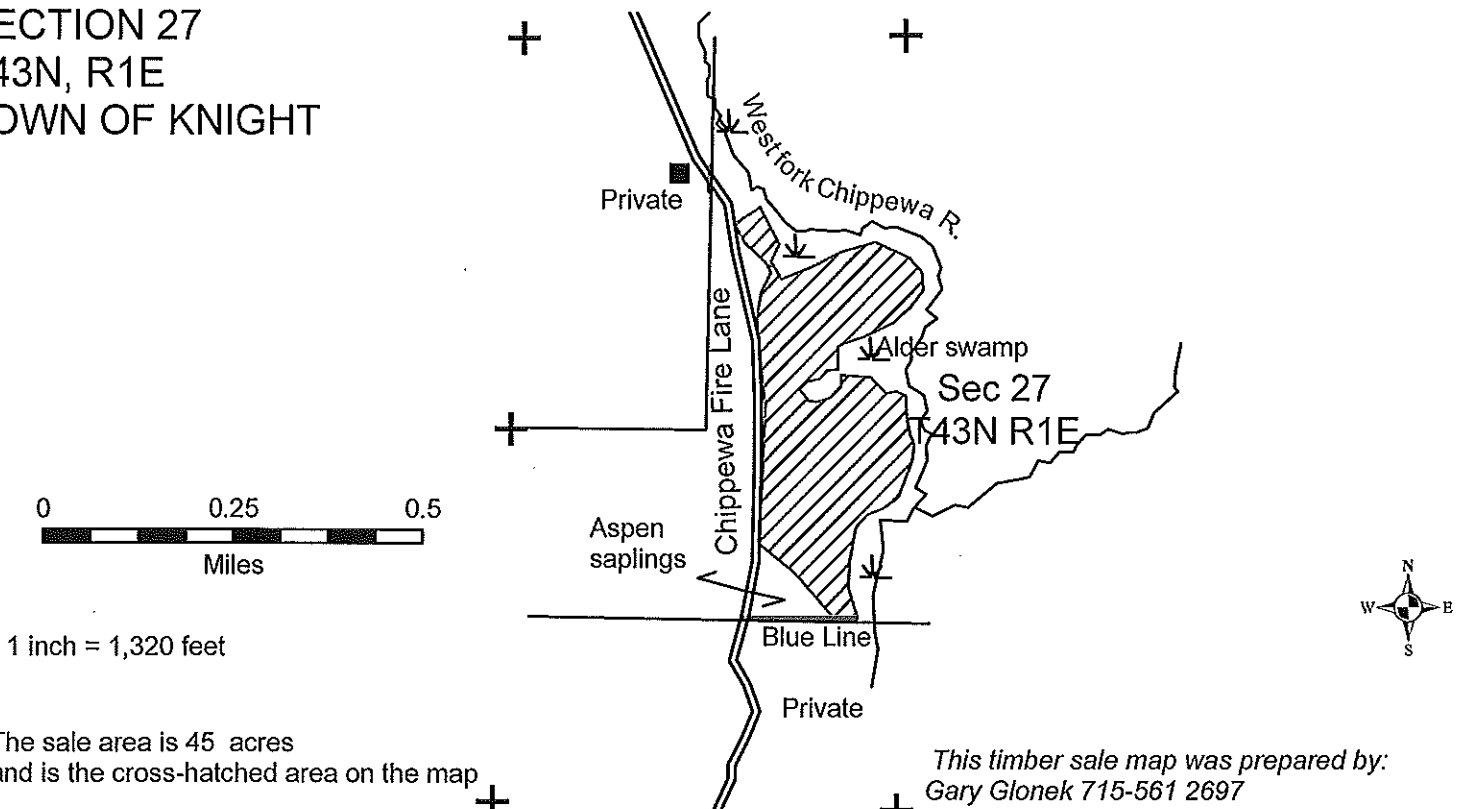 ECTION 27
43N, R1E
OWN OF KNIGHT
West fork Chippewa R.
Private
Chippewa Fire Lane
Alder swamp
Sec 27
T43N R1E
0 0.25 0.5
Miles
Aspen
saplings
Blue Line
N
W E
S
1 inch = 1,320 feet
Private
The sale area is 45 acres
and is the cross-hatched area on the map
This timber sale map was prepared by:
Gary Glonek 715-561 2697